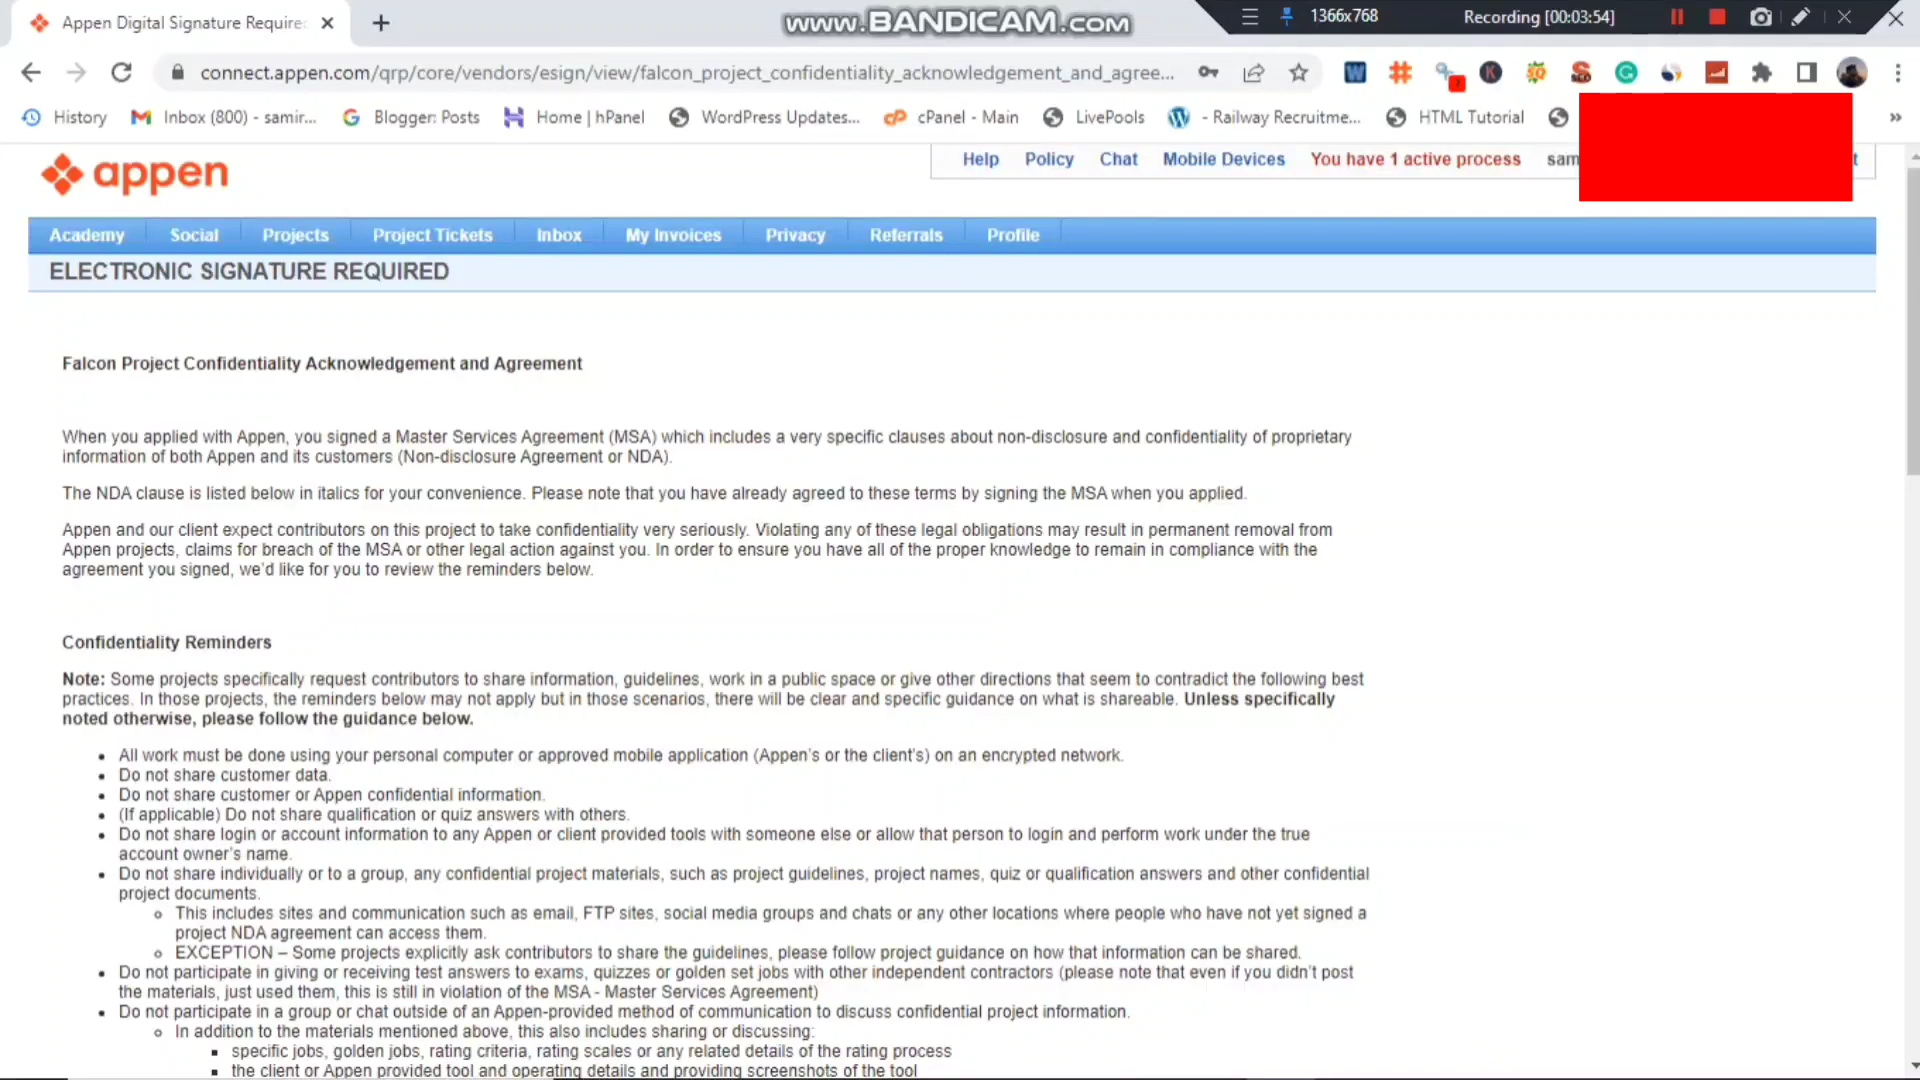 Appen Digital Signature Require
www.BANDICAM.com
1366x768
Recording [00:03:54]
connect.appen.com/qrp/core/vendors/esign/view/falcon_project_confidentiality_acknowledgement_and_agree...
History
Inbox (800) - samir...
Blogger: Posts
Home | hPanel
WordPress Updates...
cPanel - Main
LivePools
- Railway Recruitme...
HTML Tutorial
appen
Help
Policy
Chat
Mobile Devices
You have 1 active process
sam
t
Academy
Social
Projects
Project Tickets
Inbox
My Invoices
Privacy
Referrals
Profile
ELECTRONIC SIGNATURE REQUIRED
Falcon Project Confidentiality Acknowledgement and Agreement
When you applied with Appen, you signed a Master Services Agreement (MSA) which includes a very specific clauses about non-disclosure and confidentiality of proprietary
information of both Appen and its customers (Non-disclosure Agreement or NDA).
The NDA clause is listed below in italics for your convenience. Please note that you have already agreed to these terms by signing the MSA when you applied.
Appen and our client expect contributors on this project to take confidentiality very seriously. Violating any of these legal obligations may result in permanent removal from
Appen projects, claims for breach of the MSA or other legal action against you. In order to ensure you have all of the proper knowledge to remain in compliance with the
agreement you signed, we'd like for you to review the reminders below.
Confidentiality Reminders
Note: Some projects specifically request contributors to share information, guidelines, work in a public space or give other directions that seem to contradict the following best
practices. In those projects, the reminders below may not apply but in those scenarios, there will be clear and specific guidance on what is shareable. Unless specifically
noted otherwise, please follow the guidance below.
• All work must be done using your personal computer or approved mobile application (Appen's or the client's) on an encrypted network.
• Do not share customer data.
• Do not share customer or Appen confidential information.
• (If applicable) Do not share qualification or quiz answers with others.
• Do not share login or account information to any Appen or client provided tools with someone else or allow that person to login and perform work under the true
account owner's name.
• Do not share individually or to a group, any confidential project materials, such as project guidelines, project names, quiz or qualification answers and other confidential
project documents.
o This includes sites and communication such as email, FTP sites, social media groups and chats or any other locations where people who have not yet signed a
project NDA agreement can access them.
o EXCEPTION – Some projects explicitly ask contributors to share the guidelines, please follow project guidance on how that information can be shared.
• Do not participate in giving or receiving test answers to exams, quizzes or golden set jobs with other independent contractors (please note that even if you didn't post
the materials, just used them, this is still in violation of the MSA - Master Services Agreement)
• Do not participate in a group or chat outside of an Appen-provided method of communication to discuss confidential project information.
o In addition to the materials mentioned above, this also includes sharing or discussing:
▪ specific jobs, golden jobs, rating criteria, rating scales or any related details of the rating process
▪ the client or Appen provided tool and operating details and providing screenshots of the tool